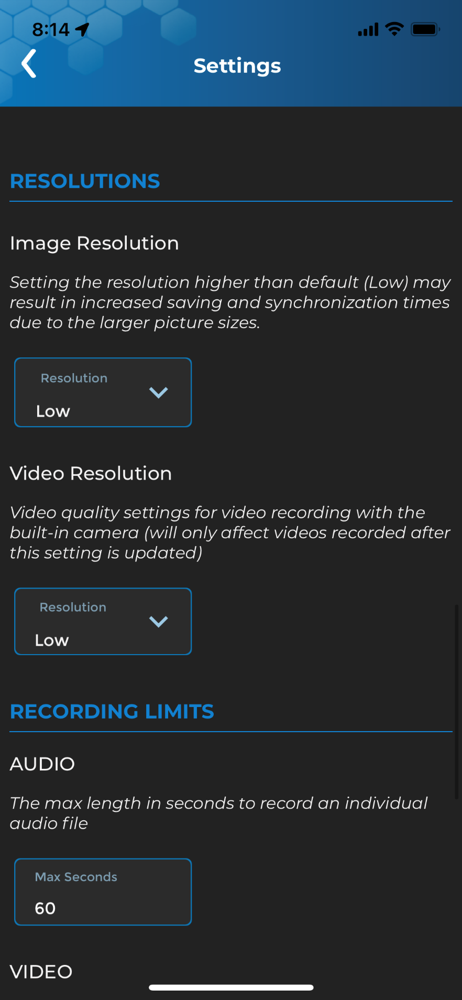 8:14
Settings
RESOLUTIONS
Image Resolution
Setting the resolution higher than default (Low) may
result in increased saving and synchronization times
due to the larger picture sizes.
Resolution
Low
Video Resolution
Video quality settings for video recording with the
built-in camera (will only affect videos recorded after
this setting is updated)
Resolution
Low
RECORDING LIMITS
AUDIO
The max length in seconds to record an individual
audio file
Max Seconds
60
VIDEO